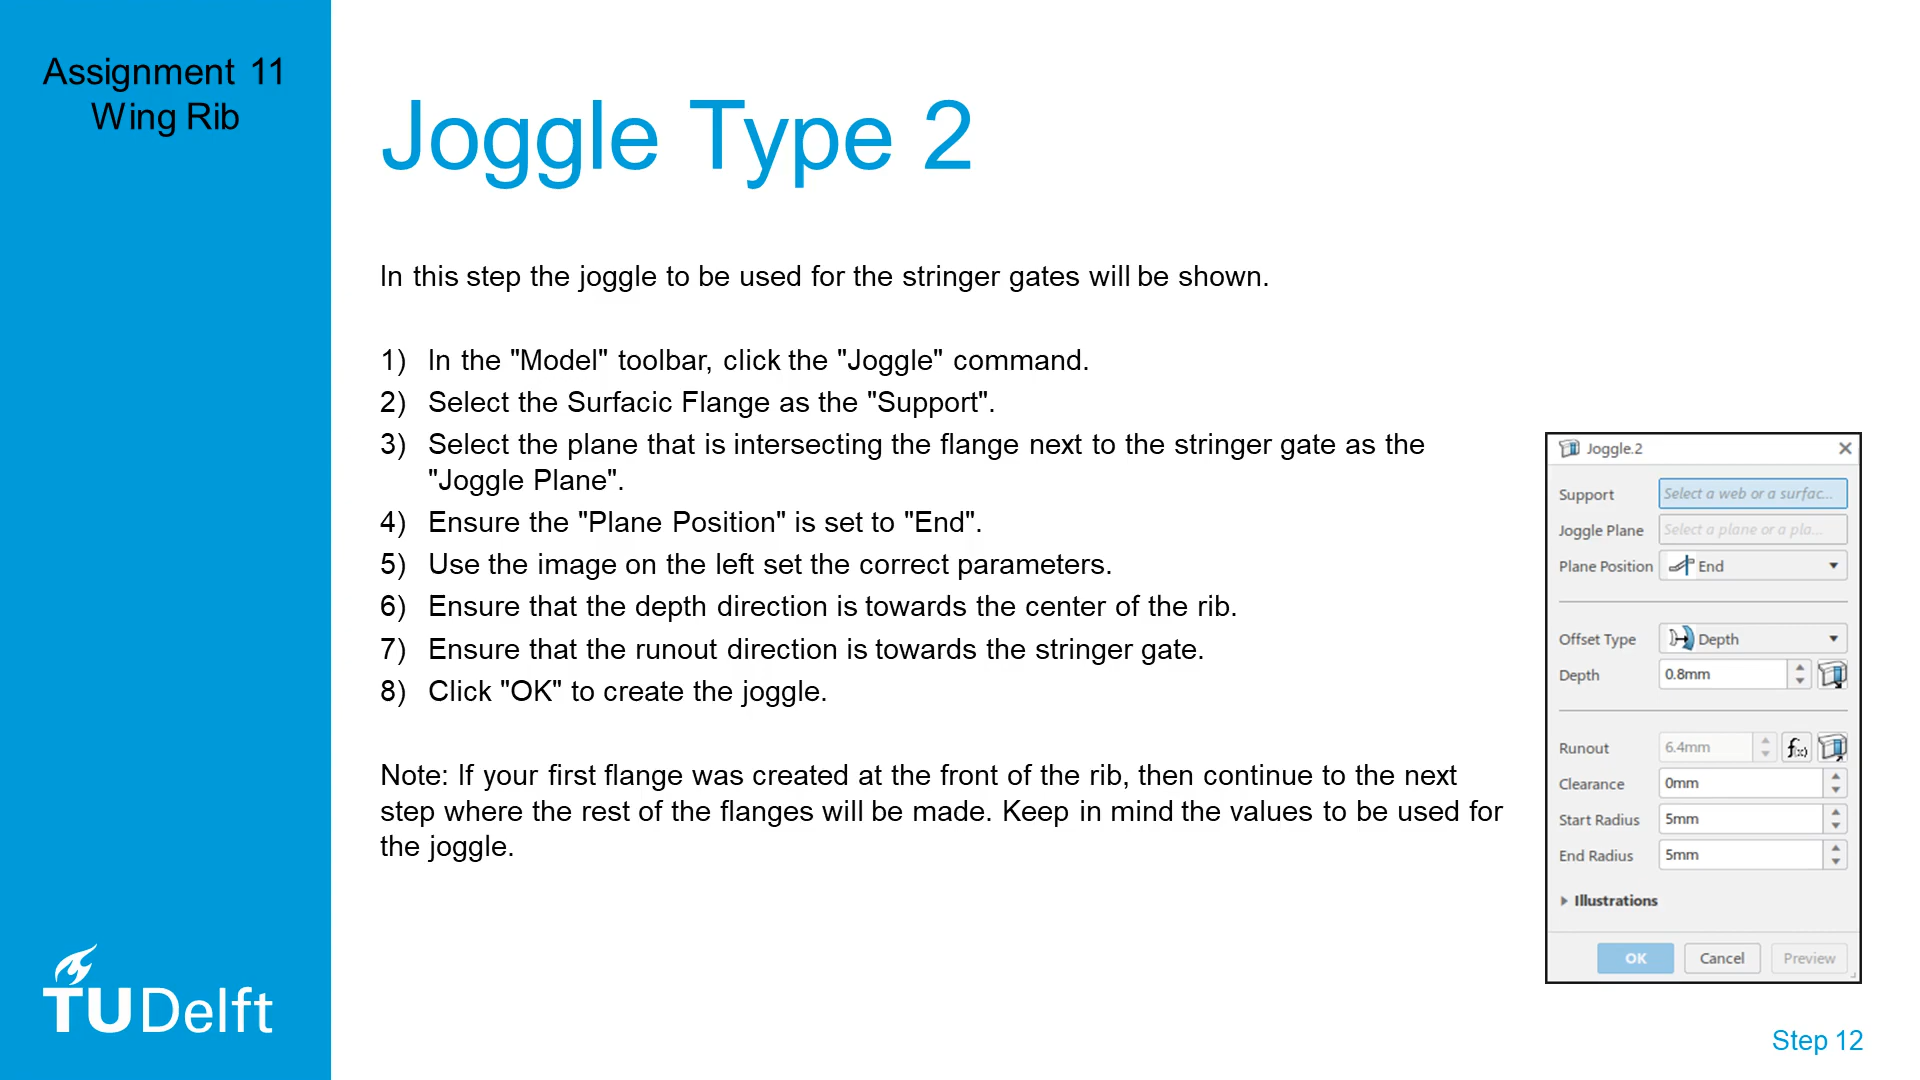 Assignment 11
Wing Rib
Joggle Type 2
In this step the joggle to be used for the stringer gates will be shown.
1) In the "Model" toolbar, click the "Joggle" command.
2) Select the Surfacic Flange as the "Support".
3) Select the plane that is intersecting the flange next to the stringer gate as the
"Joggle Plane".
4) Ensure the "Plane Position" is set to "End".
5) Use the image on the left set the correct parameters.
6) Ensure that the depth direction is towards the center of the rib.
7) Ensure that the runout direction is towards the stringer gate.
8) Click "OK" to create the joggle.
Note: If your first flange was created at the front of the rib, then continue to the next
step where the rest of the flanges will be made. Keep in mind the values to be used for
the joggle.
Joggle.2
Support Select a web or a surfac...
Joggle Plane Select a plane or a pla...
Plane Position End
Offset Type Depth
Depth 0.8mm
Runout 6.4mm f(x)
Clearance 0mm
Start Radius 5mm
End Radius 5mm
Illustrations
OK Cancel Preview
TU Delft
Step 12